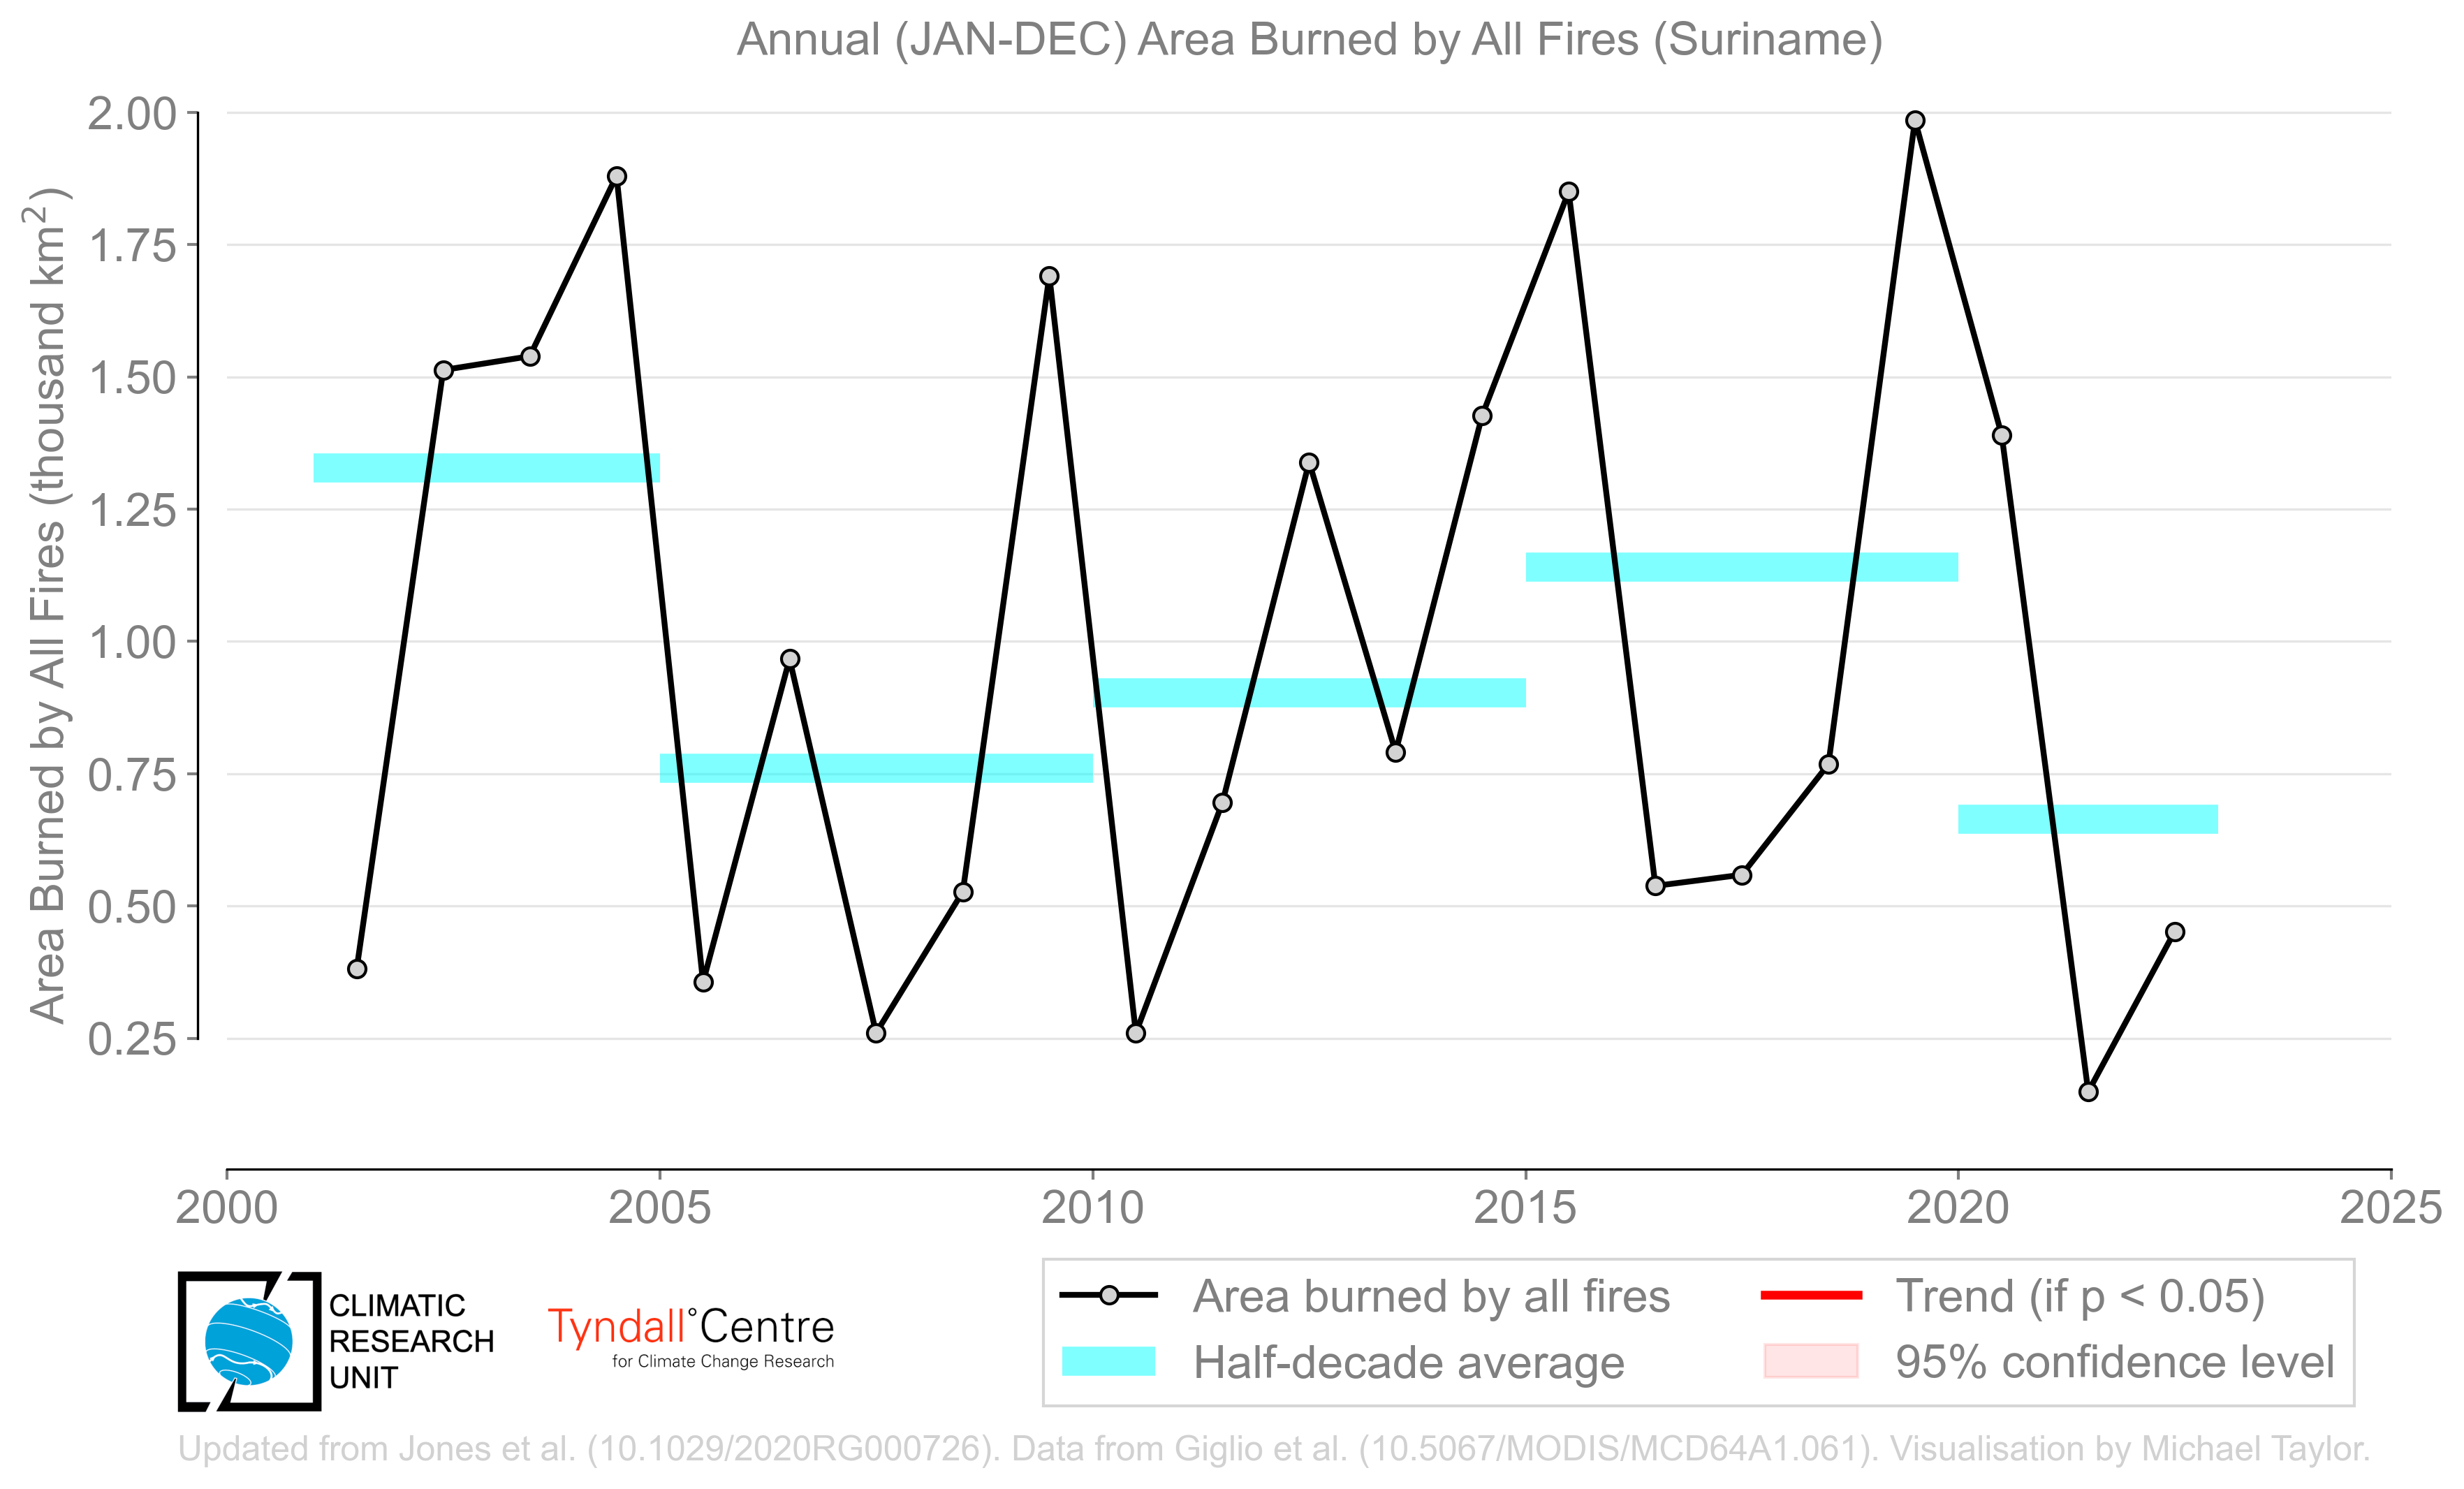 Annual (JAN-DEC) Area Burned by All Fires (Suriname)
Area Burned by All Fires (thousand km²)
2.00
1.75
1.50
1.25
1.00
0.75
0.50
0.25
2000 2005 2010 2015 2020 2025
CLIMATIC
RESEARCH
UNIT
Tyndall°Centre
for Climate Change Research
Area burned by all fires
Half-decade average
Trend (if p < 0.05)
95% confidence level
Updated from Jones et al. (10.1029/2020RG000726). Data from Giglio et al. (10.5067/MODIS/MCD64A1.061). Visualisation by Michael Taylor.